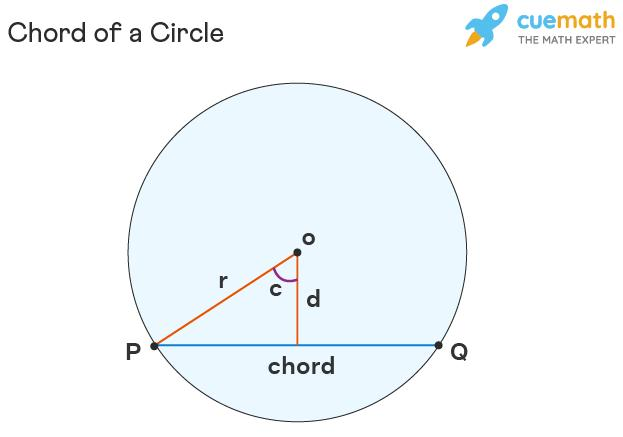 Chord of a Circle
cuemath
THE MATH EXPERT
o
r
c
d
P
Q
chord